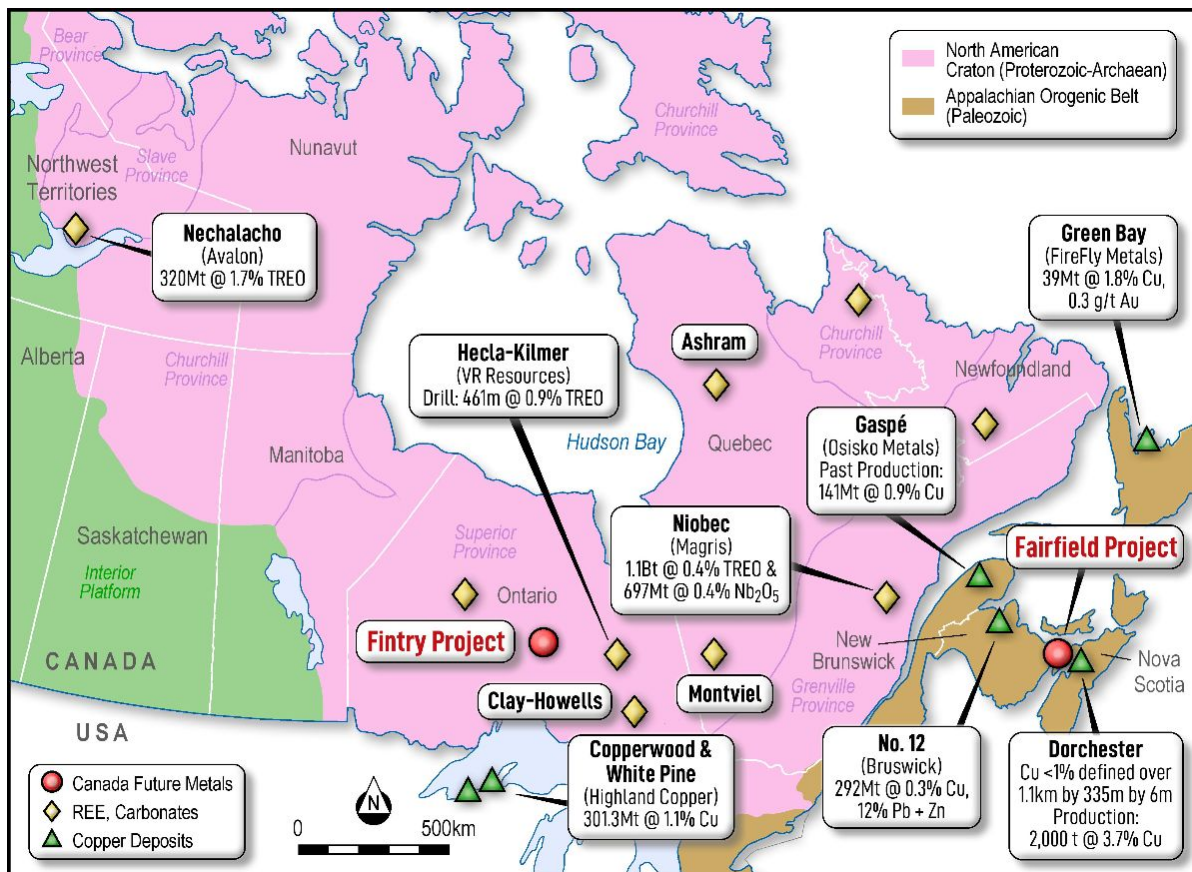 Bear
Province
Northwest
Territories
Slave
Province
Nunavut
Churchill
Province
North American
Craton (Proterozoic-Archaean)
Appalachian Orogenic Belt
(Paleozoic)
Nechalacho
(Avalon)
320Mt @ 1.7% TREO
Green Bay
(FireFly Metals)
39Mt @ 1.8% Cu,
0.3 g/t Au
Alberta
Churchill
Province
Hecla-Kilmer
(VR Resources)
Drill: 461m @ 0.9% TREO
Ashram
Churchill
Province
Newfoundland
Hudson Bay
Quebec
Gaspé
(Osisko Metals)
Past Production:
141Mt @ 0.9% Cu
Manitoba
Saskatchewan
Interior
Platform
Superior
Province
Ontario
Niobec
(Magris)
1.1Bt @ 0.4% TREO &
697Mt @ 0.4% Nb₂O₅
Fairfield Project
Fintry Project
Clay-Howells
Montviel
Grenville
Province
New
Brunswick
Nova
Scotia
CANADA
USA
Copperwood &
White Pine
(Highland Copper)
301.3Mt @ 1.1% Cu
No. 12
(Bruswick)
292Mt @ 0.3% Cu,
12% Pb + Zn
Dorchester
Cu <1% defined over
1.1km by 335m by 6m
Production:
2,000 t @ 3.7% Cu
Canada Future Metals
REE, Carbonates
Copper Deposits
N
0 500km